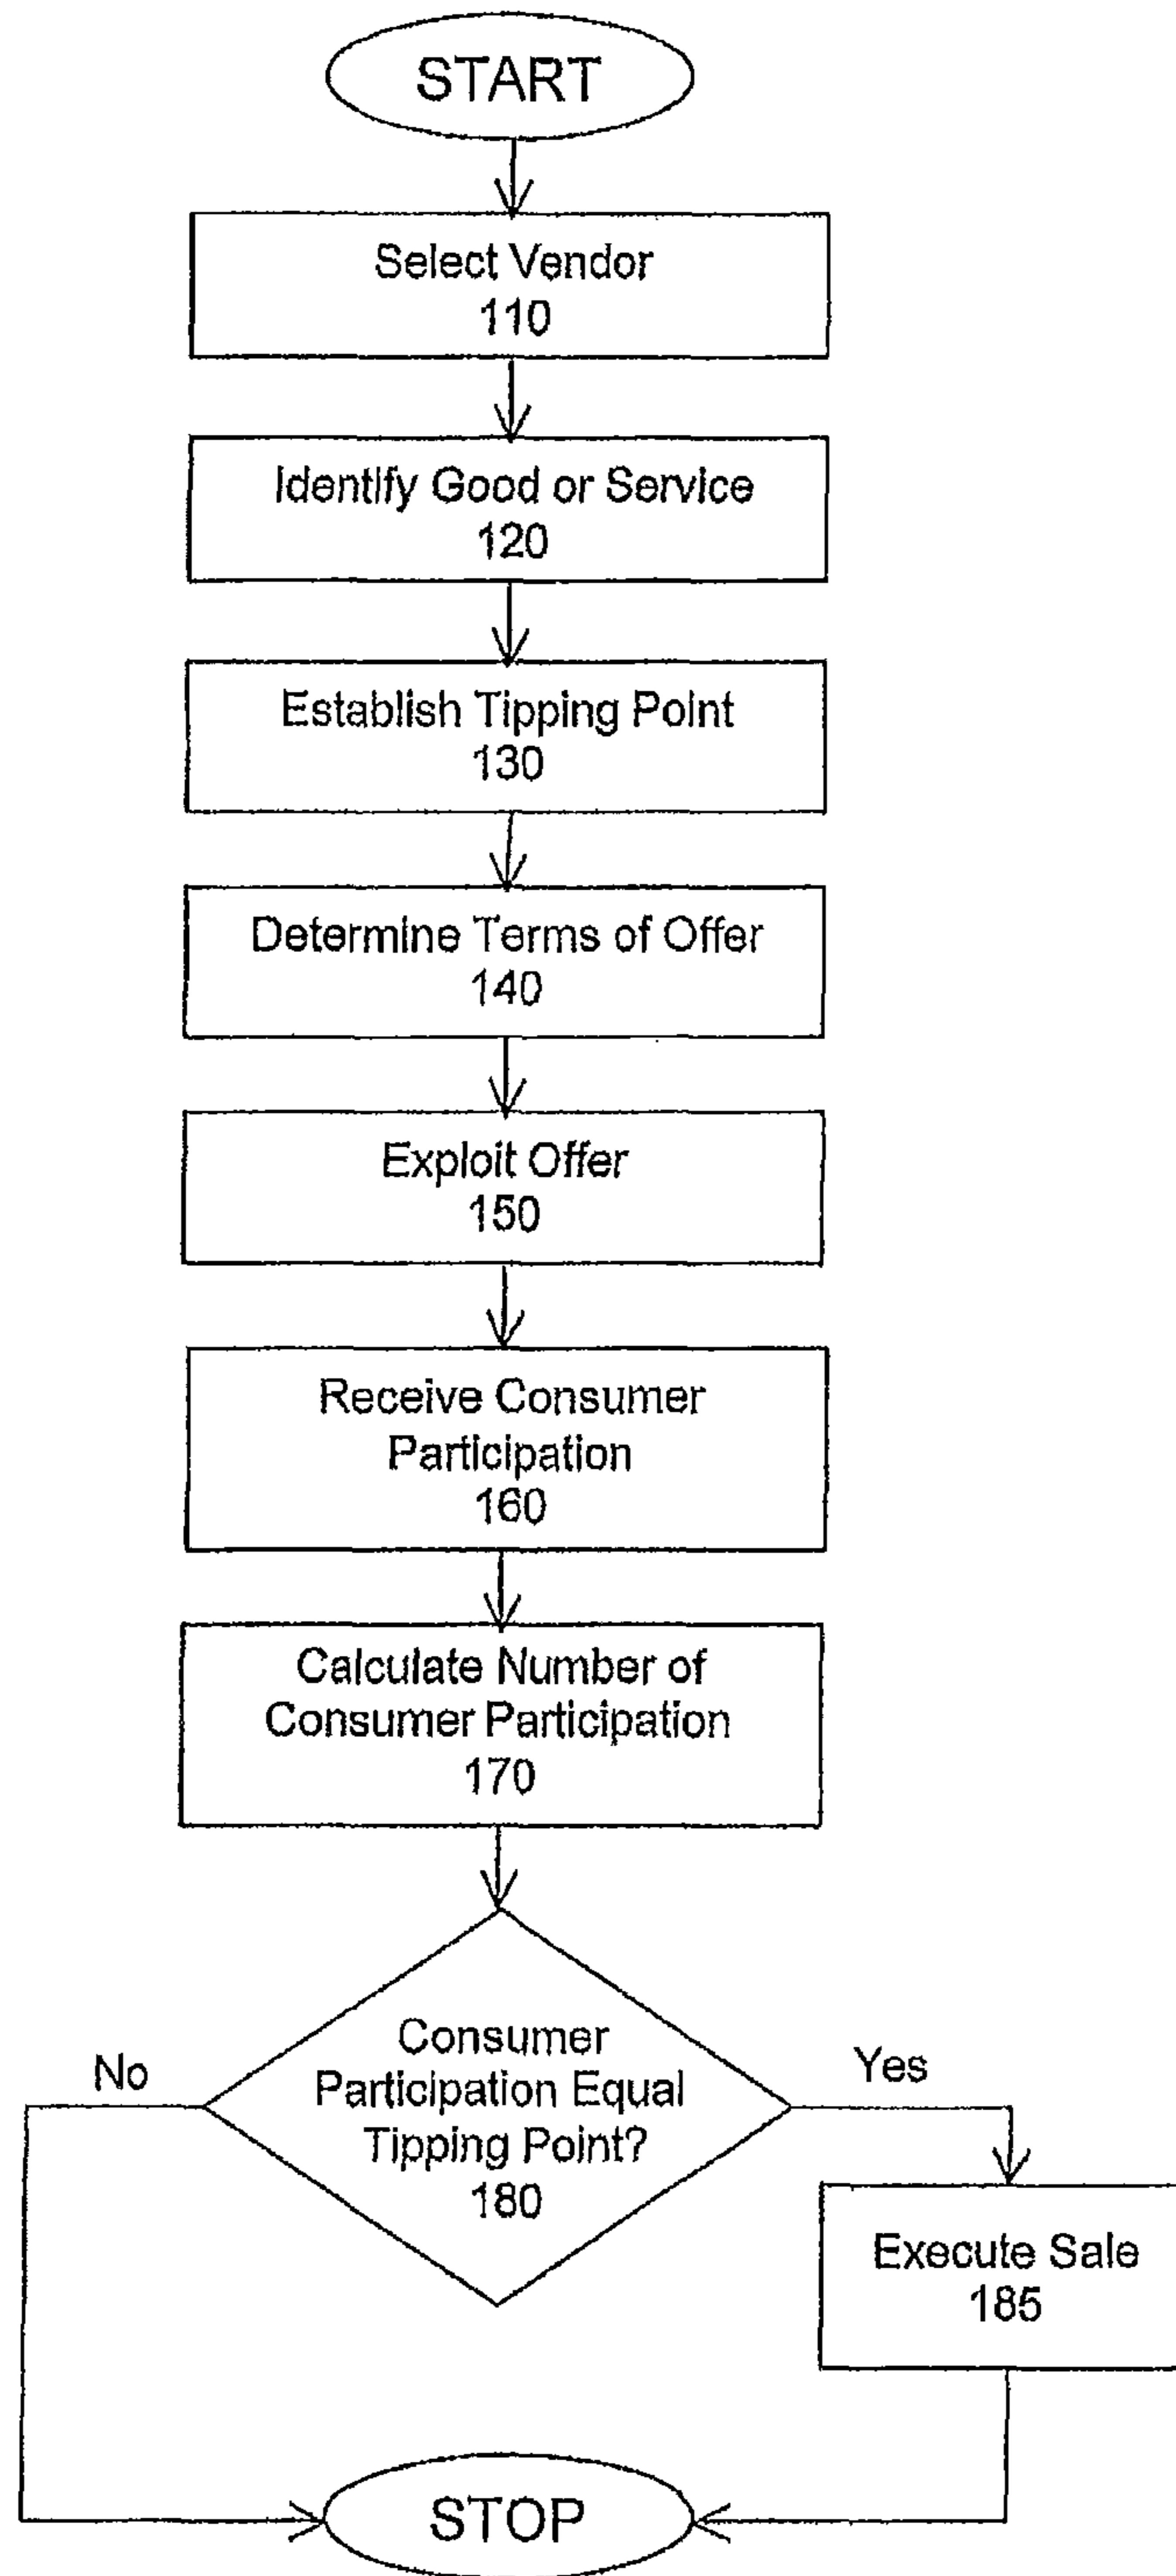 START
Select Vendor
110
Identify Good or Service
120
Establish Tipping Point
130
Determine Terms of Offer
140
Exploit Offer
150
Receive Consumer
Participation
160
Calculate Number of
Consumer Participation
170
Consumer
Participation Equal
Tipping Point?
180
No
Yes
Execute Sale
185
STOP